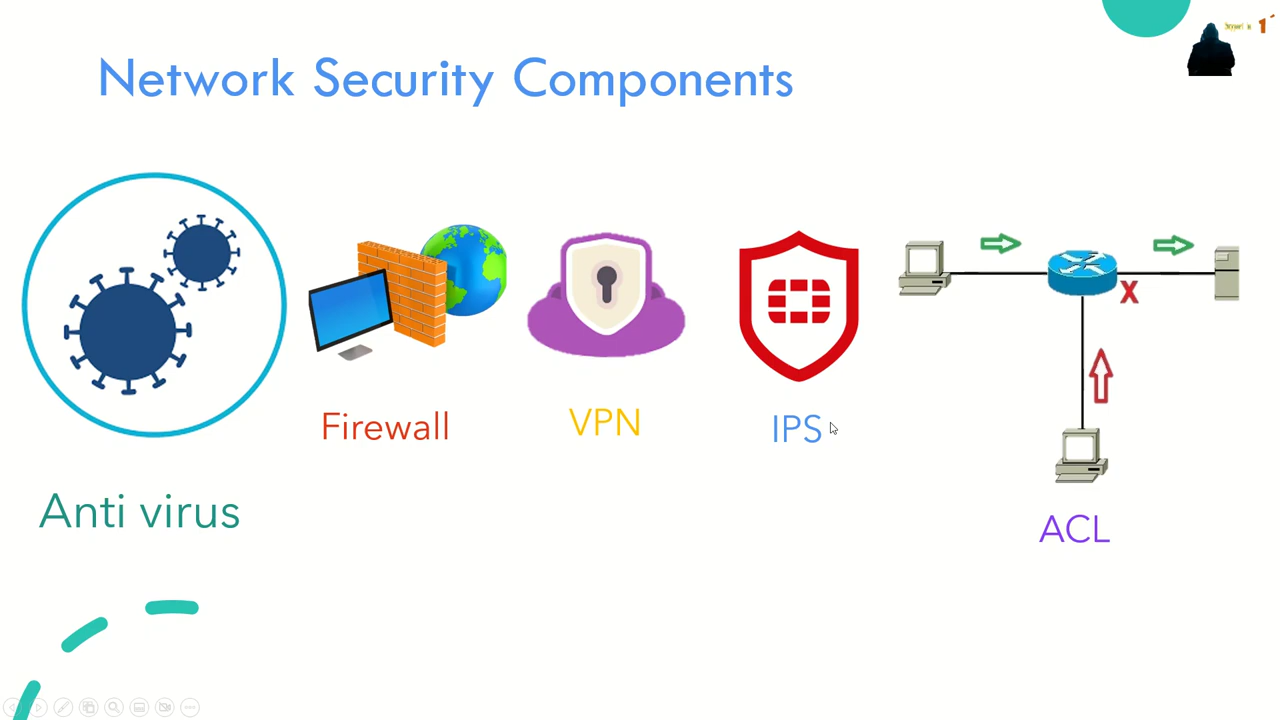 Network Security Components
Firewall
VPN
IPS
X
Anti virus
ACL